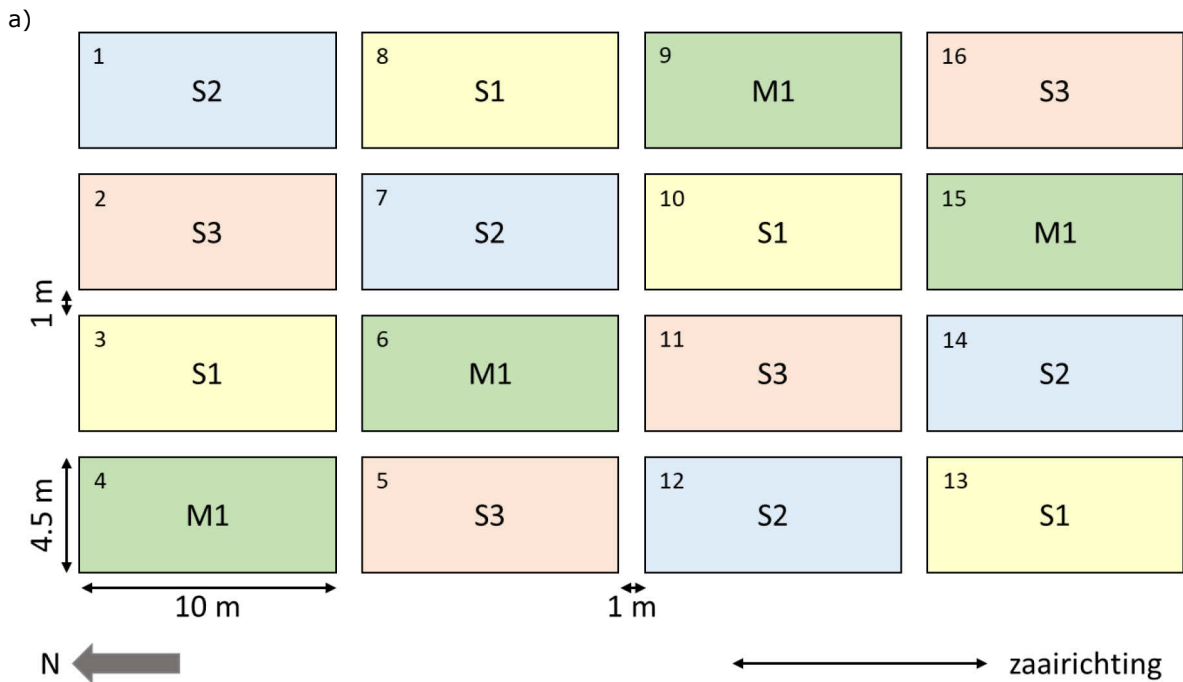 a)
1 8 9 16
S2 S1 M1 S3
2 7 10 15
S3 S2 S1 M1
1 m
3 6 11 14
S1 M1 S3 S2
4 5 12 13
M1 S3 S2 S1
4.5 m
10 m 1 m
N zaairichting